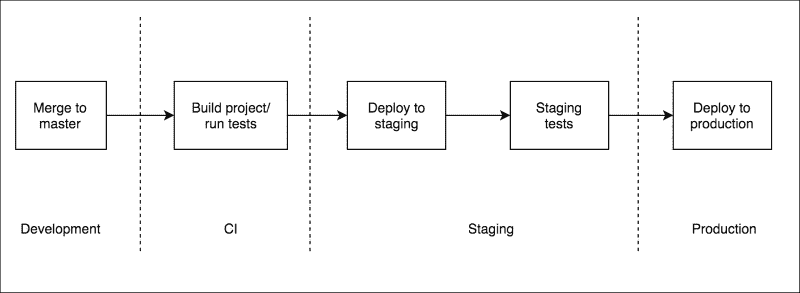 Merge to
master
Build project/
run tests
Deploy to
staging
Staging
tests
Deploy to
production
Development
CI
Staging
Production